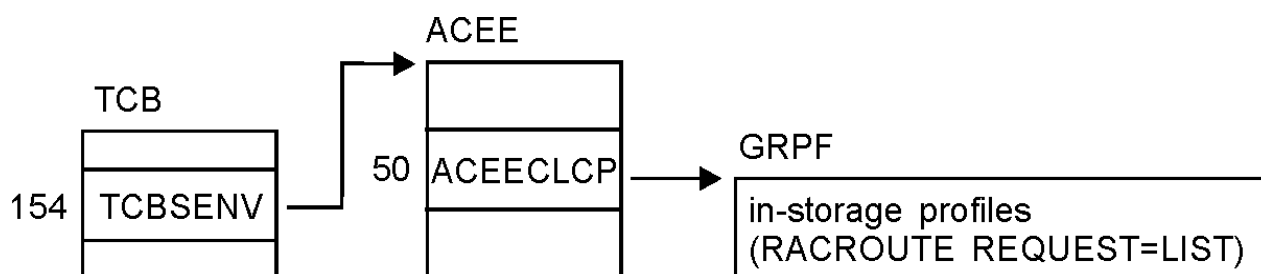 ACEE
TCB
GRPF
50 ACEECLCP
154 TCBSENV
in-storage profiles
(RACROUTE REQUEST=LIST)